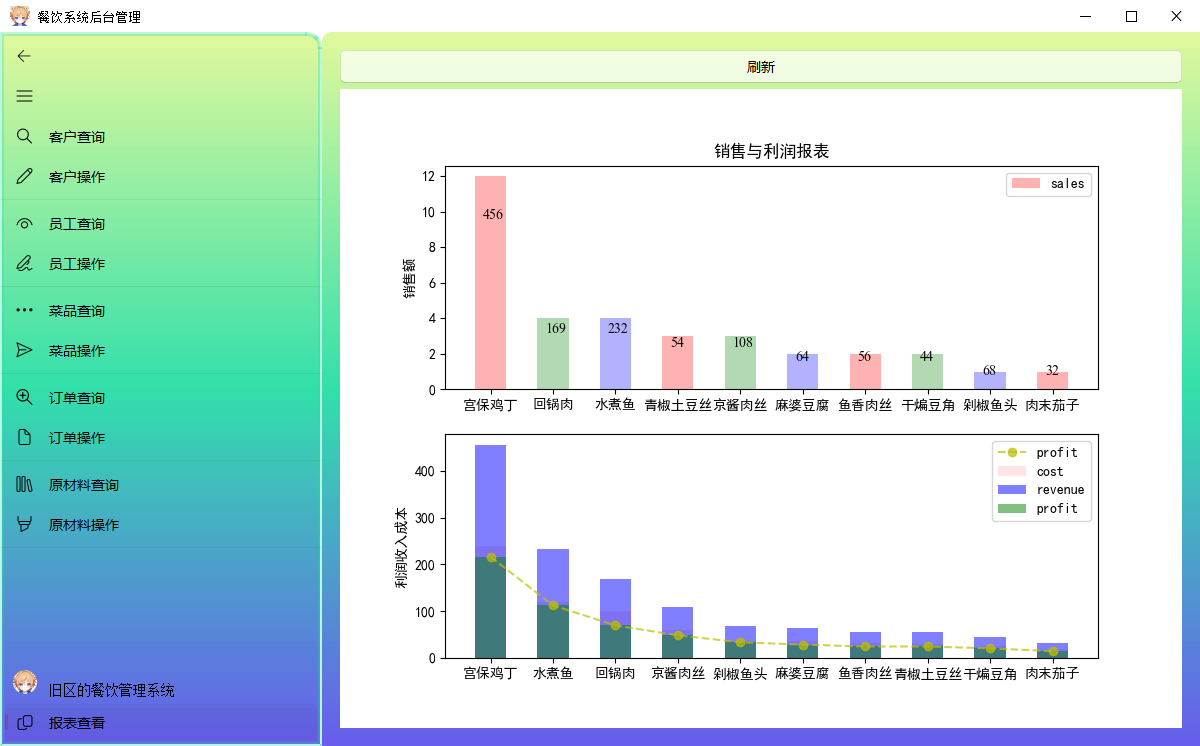 餐饮系统后台管理
客户查询
客户操作
员工查询
员工操作
菜品查询
菜品操作
订单查询
订单操作
原材料查询
原材料操作
旧区的餐饮管理系统
报表查看
刷新
销售与利润报表
销售额
12
10
8
6
4
2
0
sales
456
169
232
54
108
64
56
44
68
32
宫保鸡丁 回锅肉 水煮鱼 青椒土豆丝 京酱肉丝 麻婆豆腐 鱼香肉丝 干煸豆角 剁椒鱼头 肉末茄子
利润收入成本
400
300
200
100
0
profit
cost
revenue
profit
宫保鸡丁 水煮鱼 回锅肉 京酱肉丝 剁椒鱼头 麻婆豆腐 鱼香肉丝 青椒土豆丝 干煸豆角 肉末茄子